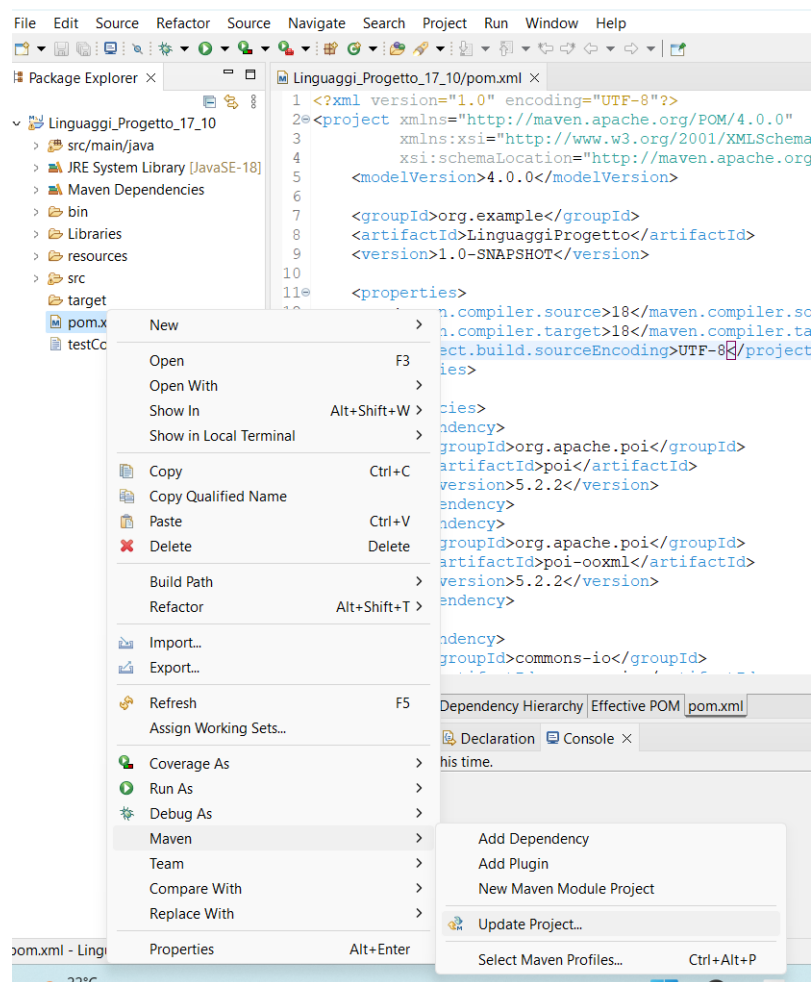 File Edit Source Refactor Source Navigate Search Project Run Window Help
Package Explorer
Linguaggi_Progetto_17_10/pom.xml
Linguaggi_Progetto_17_10
src/main/java
JRE System Library [JavaSE-18]
Maven Dependencies
bin
Libraries
resources
src
target
pom.x
testCo
1 <?xml version="1.0" encoding="UTF-8"?>
2 <project xmlns="http://maven.apache.org/POM/4.0.0"
3 xmlns:xsi="http://www.w3.org/2001/XMLSchema
4 xsi:schemaLocation="http://maven.apache.org
5 <modelVersion>4.0.0</modelVersion>
6
7 <groupId>org.example</groupId>
8 <artifactId>LinguaggiProgetto</artifactId>
9 <version>1.0-SNAPSHOT</version>
10
11 <properties>
n.compiler.source>18</maven.compiler.so
n.compiler.target>18</maven.compiler.ta
ect.build.sourceEncoding>UTF-8</project
ies>
cies>
ndency>
groupId>org.apache.poi</groupId>
artifactId>poi</artifactId>
version>5.2.2</version>
endency>
ndency>
groupId>org.apache.poi</groupId>
artifactId>poi-ooxml</artifactId>
version>5.2.2</version>
endency>
ndency>
groupId>commons-io</groupId>
Dependency Hierarchy Effective POM pom.xml
Declaration Console
his time.
New
Open F3
Open With
Show In Alt+Shift+W
Show in Local Terminal
Copy Ctrl+C
Copy Qualified Name
Paste Ctrl+V
Delete Delete
Build Path
Refactor Alt+Shift+T
Import...
Export...
Refresh F5
Assign Working Sets...
Coverage As
Run As
Debug As
Maven
Team
Compare With
Replace With
Properties Alt+Enter
Add Dependency
Add Plugin
New Maven Module Project
Update Project...
Select Maven Profiles... Ctrl+Alt+P
pom.xml - Ling